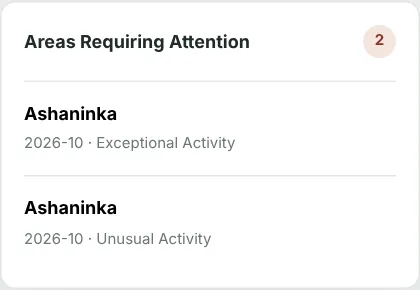 Areas Requiring Attention
2
Ashaninka
2026-10 · Exceptional Activity
Ashaninka
2026-10 · Unusual Activity